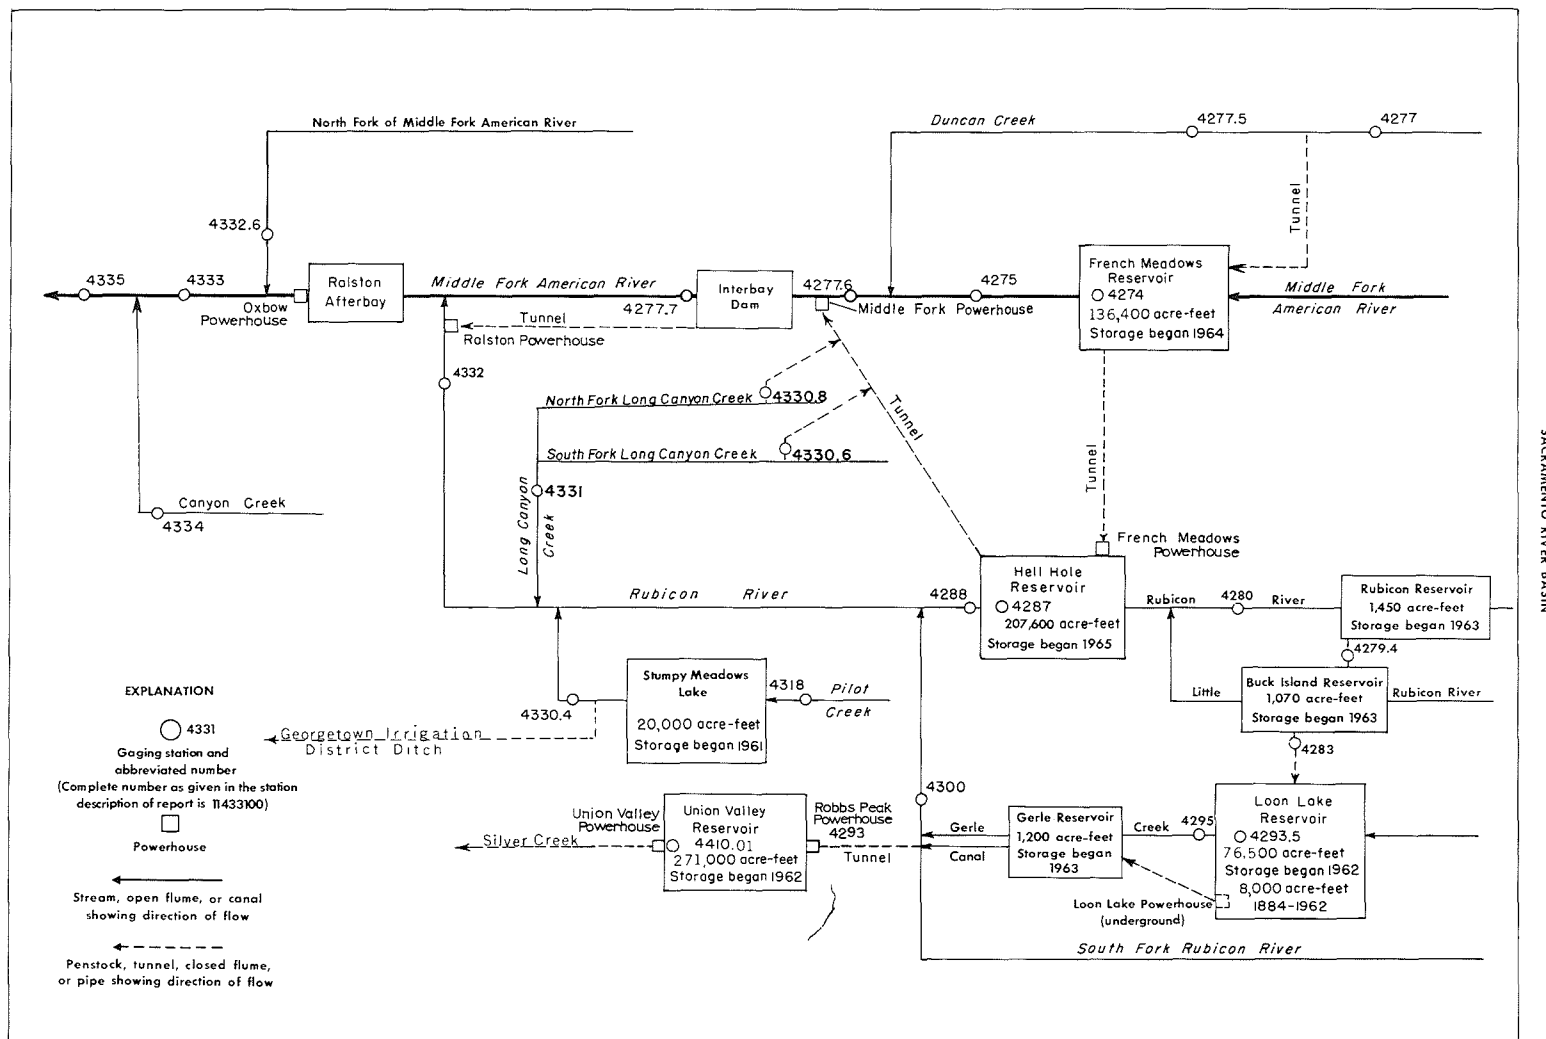 North Fork of Middle Fork American River
Duncan Creek
4277.5
4277
Tunnel
4332.6
4335
4333
Oxbow
Powerhouse
Ralston
Afterbay
Middle Fork American River
4277.7
Interbay
Dam
4277.6
Middle Fork Powerhouse
4275
French Meadows
Reservoir
4274
136,400 acre-feet
Storage began 1964
Middle Fork
American River
Tunnel
Ralston Powerhouse
4332
North Fork Long Canyon Creek
4330.8
South Fork Long Canyon Creek
4330.6
Tunnel
Tunnel
4331
Long Canyon
Creek
Canyon Creek
4334
French Meadows
Powerhouse
Hell Hole
Reservoir
4287
207,600 acre-feet
Storage began 1965
Rubicon River
4288
Rubicon
4280
River
Rubicon Reservoir
1,450 acre-feet
Storage began 1963
4279.4
Buck Island Reservoir
1,070 acre-feet
Storage began 1963
Little
Rubicon River
4283
Stumpy Meadows
Lake
20,000 acre-feet
Storage began 1961
4318
Pilot
Creek
4330.4
Georgetown Irrigation
District Ditch
Union Valley
Powerhouse
Silver Creek
Union Valley
Reservoir
4410.01
271,000 acre-feet
Storage began 1962
Robbs Peak
Powerhouse
4293
Tunnel
4300
Gerle
Canal
Gerle Reservoir
1,200 acre-feet
Storage began
1963
Creek
4295
Loon Lake
Reservoir
4293.5
76,500 acre-feet
Storage began 1962
8,000 acre-feet
1884-1962
Loon Lake Powerhouse
(underground)
South Fork Rubicon River
EXPLANATION
4331
Gaging station and
abbreviated number
(Complete number as given in the station
description of report is 11433100)
Powerhouse
Stream, open flume, or canal
showing direction of flow
Penstock, tunnel, closed flume,
or pipe showing direction of flow
SACRAMENTO RIVER BASIN